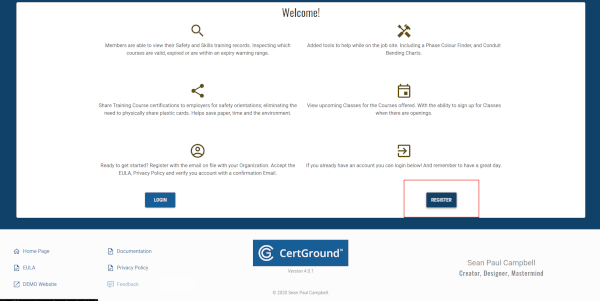 Welcome!
Members are able to view their Safety and Skills training records. Inspecting which
courses are valid, expired or are within an expiry warning range.
Added tools to help while on the job site. Including a Phase Colour Finder, and Conduit
Bending Charts.
Share Training Course certifications to employers for safety orientations; eliminating the
need to physically share plastic cards. Helps save paper, time and the environment.
View upcoming Classes for the Courses offered. With the ability to sign up for Classes
when there are openings.
Ready to get started? Register with the email on file with your Organization. Accept the
EULA, Privacy Policy and verify you account with a confirmation Email.
If you already have an account you can login below! And remember to have a great day.
LOGIN
REGISTER
Home Page
Documentation
EULA
Privacy Policy
DEMO Website
Feedback
CertGround™
Version 4.0.1
© 2020 Sean Paul Campbell
Sean Paul Campbell
Creator, Designer, Mastermind